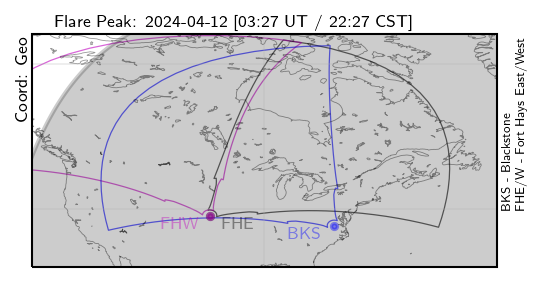 Flare Peak: 2024-04-12 [03:27 UT / 22:27 CST]
Coord: Geo
FHW
FHE
BKS
BKS - Blackstone
FHE/W - Fort Hays East/West